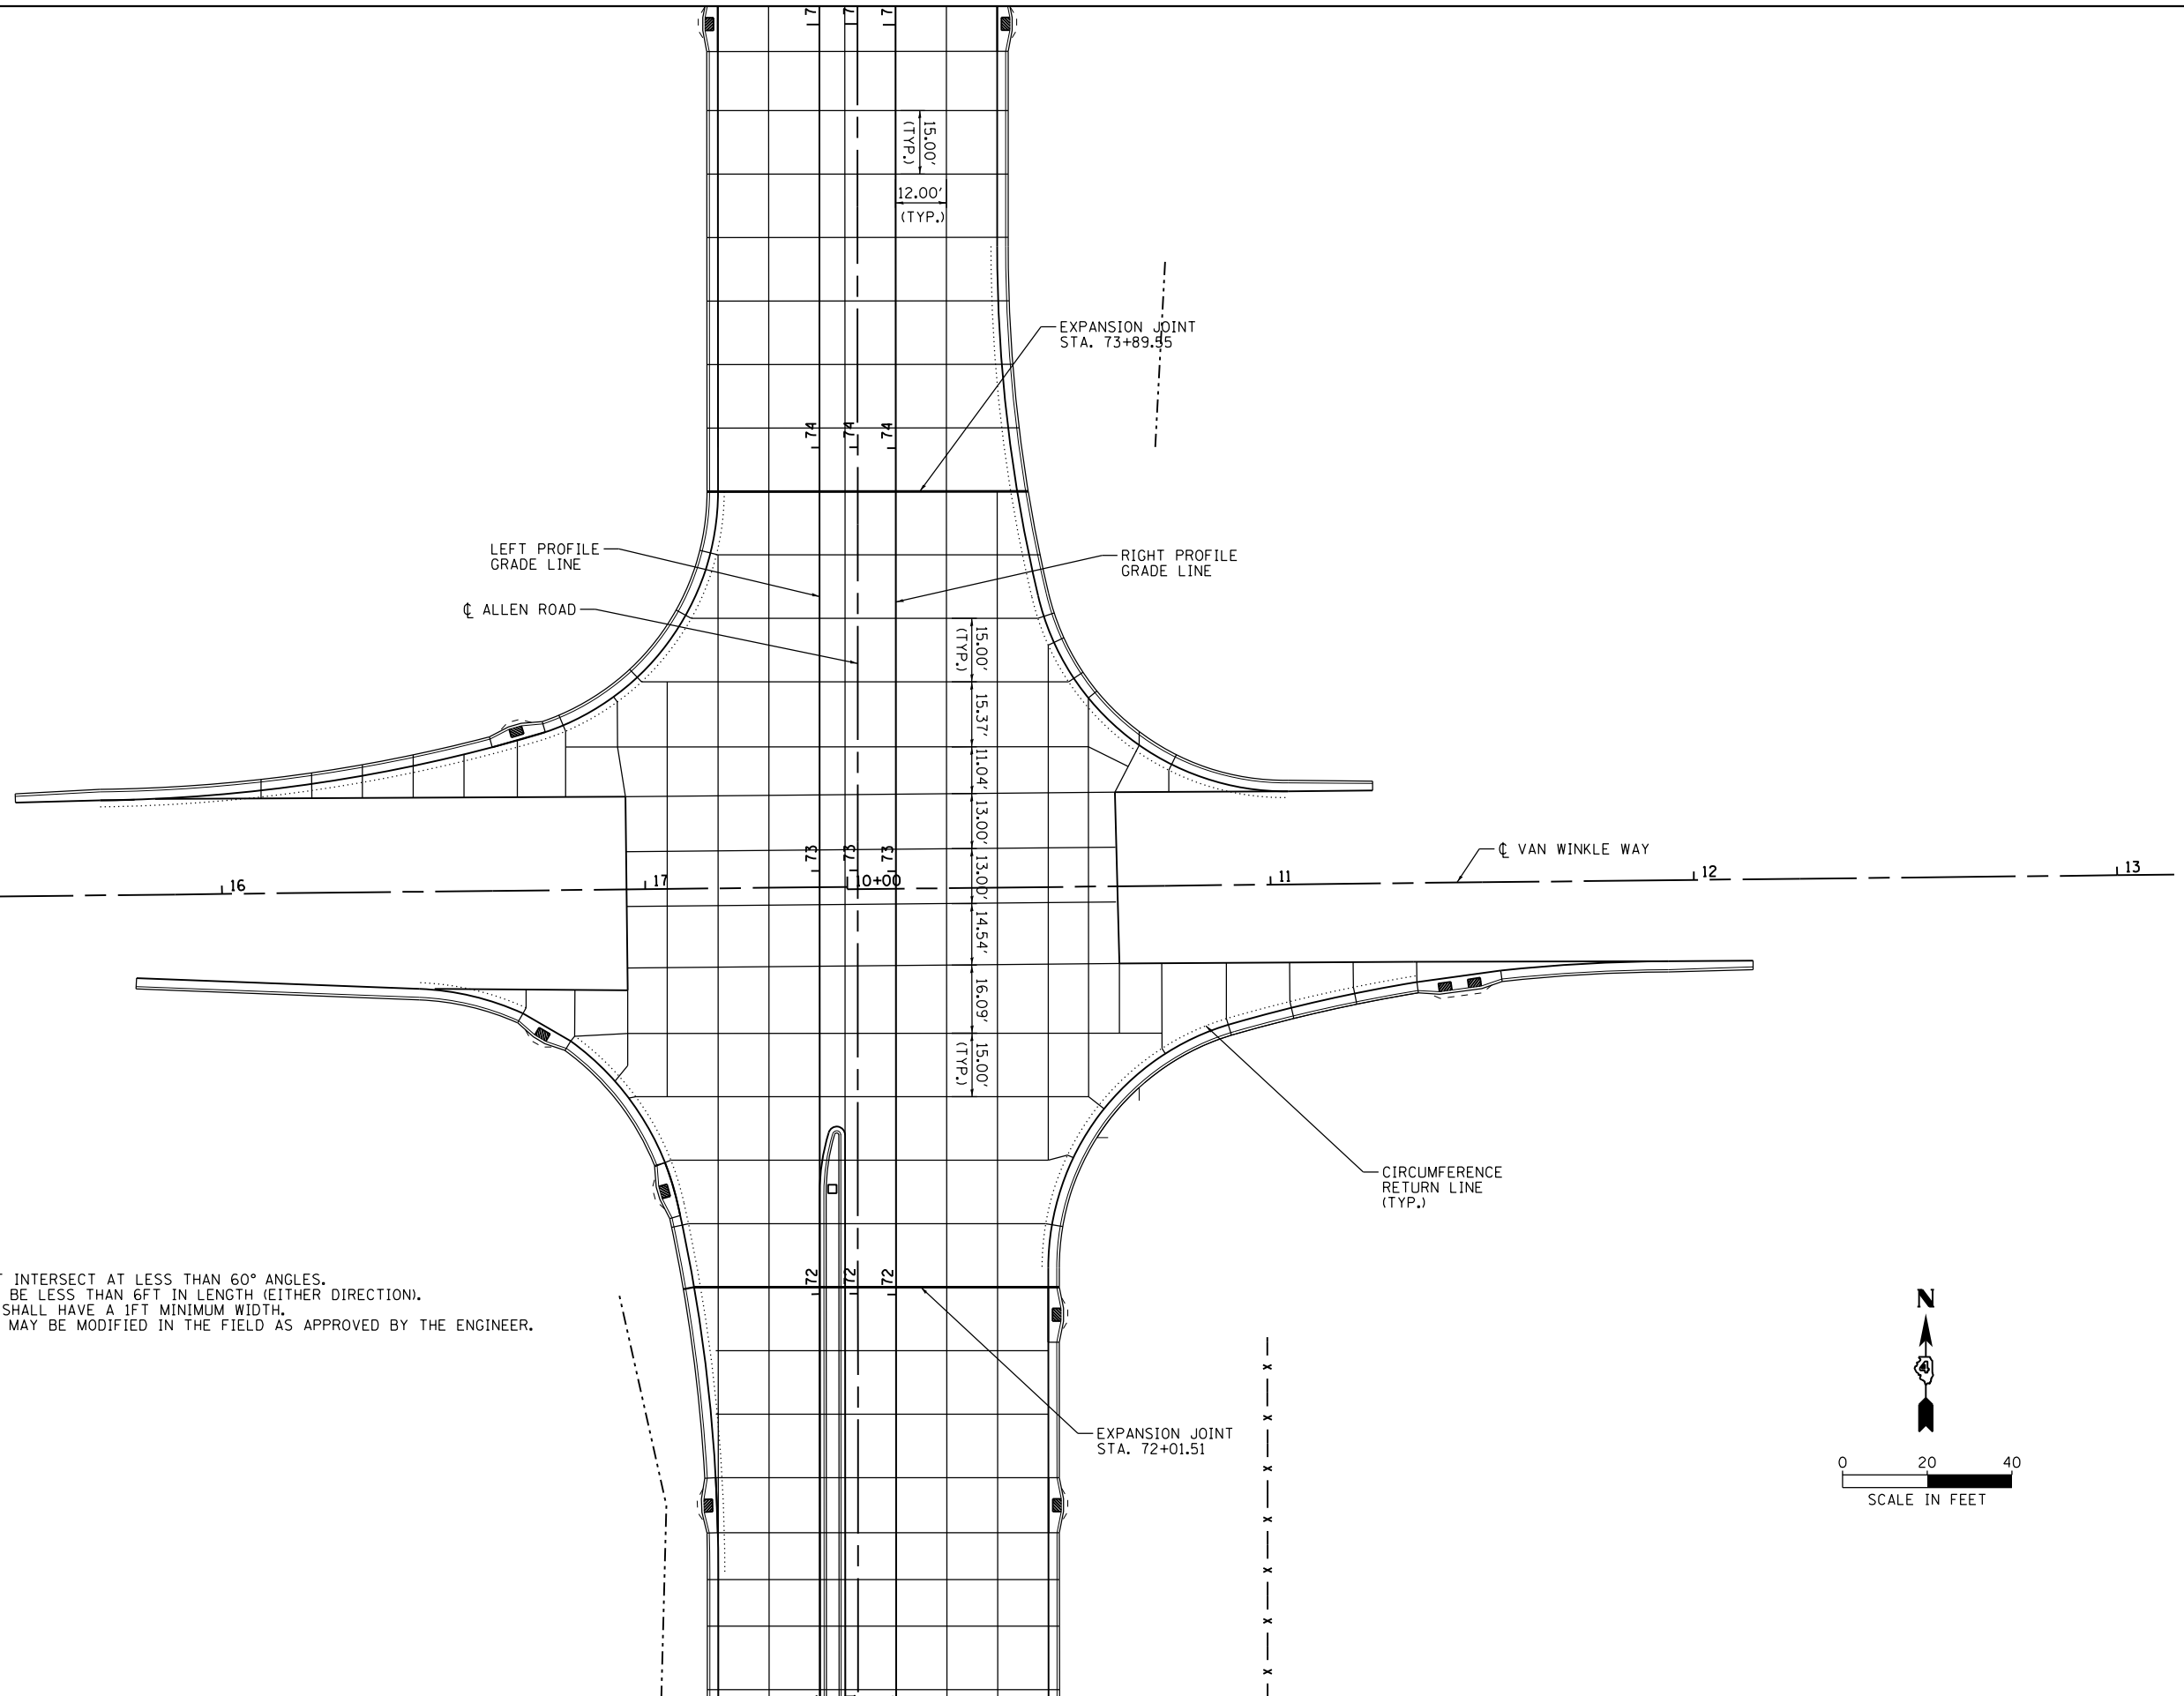 7 7 7
15.00'
(TYP.)
12.00'
(TYP.)
EXPANSION JOINT
STA. 73+89.55
74 74 74
LEFT PROFILE
GRADE LINE
RIGHT PROFILE
GRADE LINE
℄ ALLEN ROAD
15.00'
(TYP.)
15.37'
11.04'
13.00'
13.00'
14.54'
16.09'
15.00'
(TYP.)
73 73 73
℄ VAN WINKLE WAY
16 17 10+00 11 12 13
CIRCUMFERENCE
RETURN LINE
(TYP.)
72 72 72
INTERSECT AT LESS THAN 60° ANGLES.
BE LESS THAN 6FT IN LENGTH (EITHER DIRECTION).
SHALL HAVE A 1FT MINIMUM WIDTH.
MAY BE MODIFIED IN THE FIELD AS APPROVED BY THE ENGINEER.
EXPANSION JOINT
STA. 72+01.51
N
4
0 20 40
SCALE IN FEET